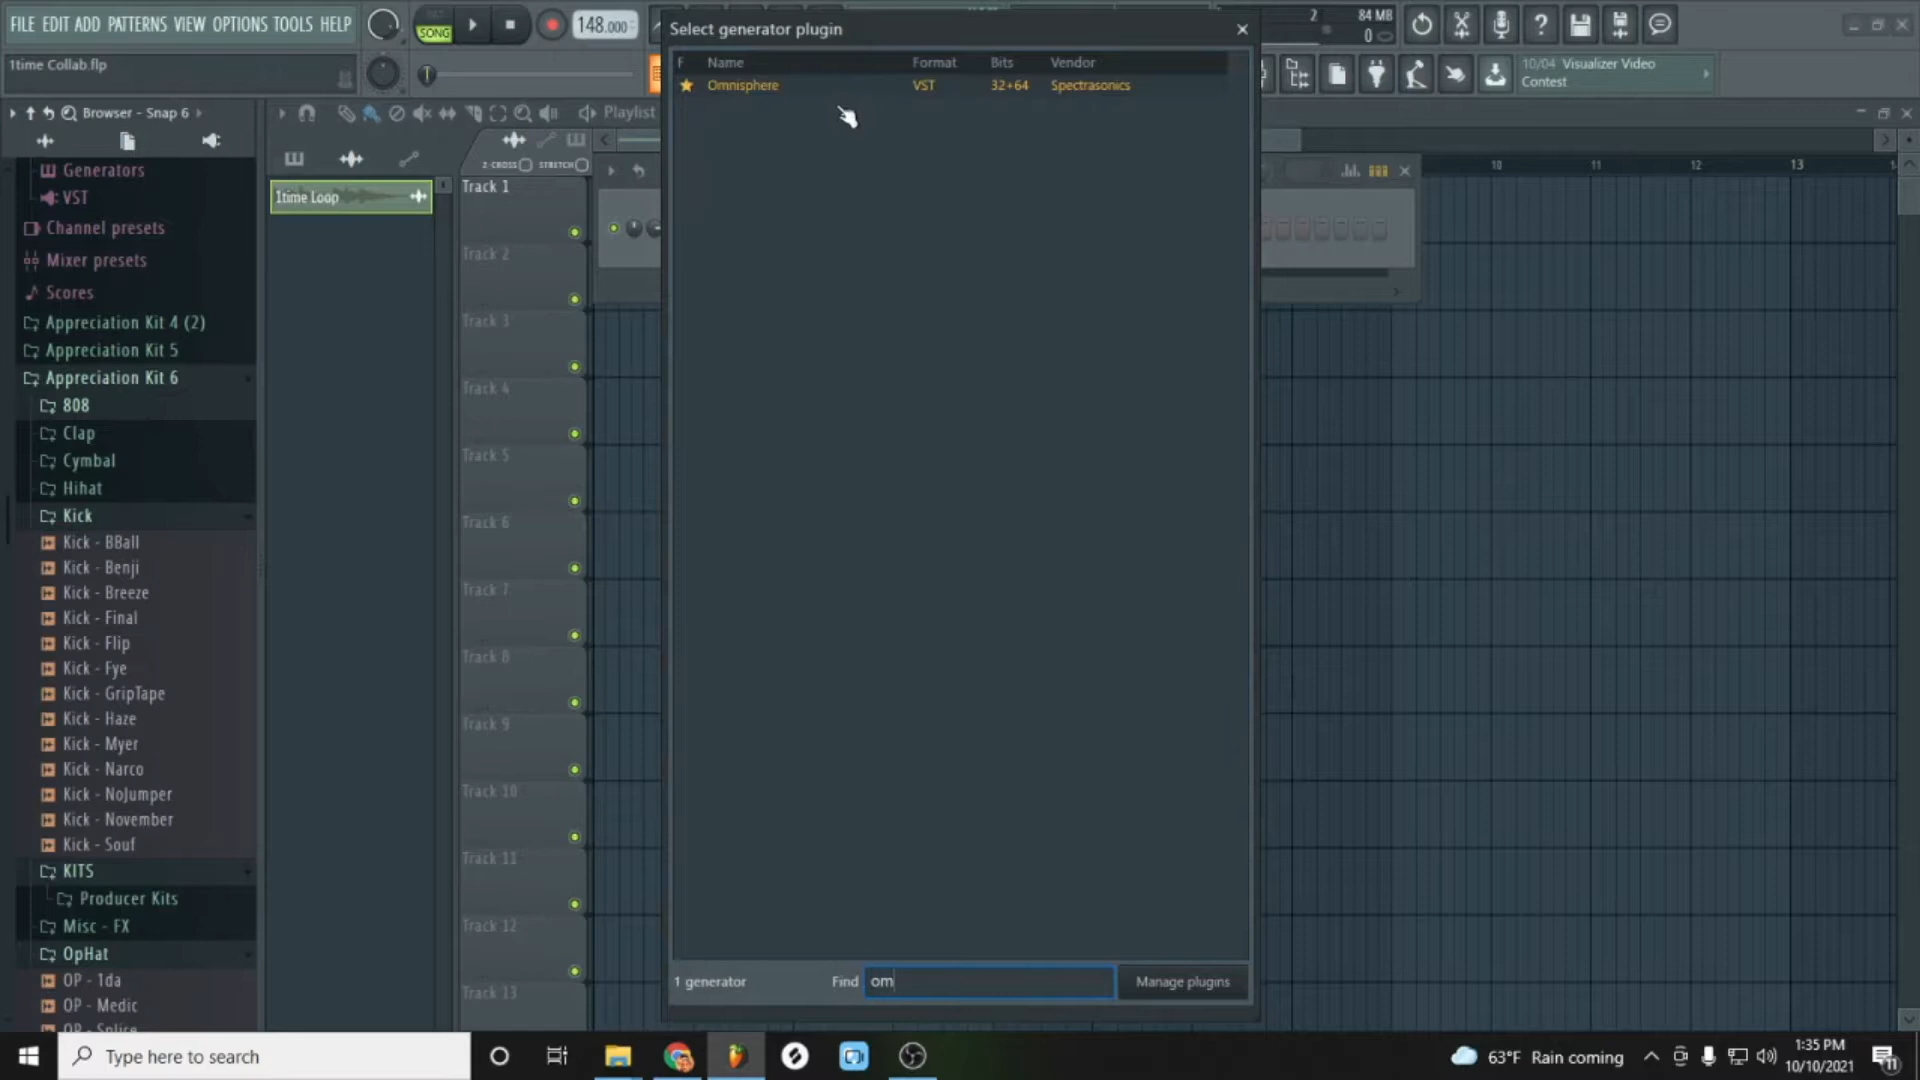 FILE EDIT ADD PATTERNS VIEW OPTIONS TOOLS HELP
SONG
148.000
2
84 MB
0
1time Collab.flp
10/04 Visualizer Video
Contest
Browser - Snap 6
Playlist
Z-CROSS
STRETCH
Generators
VST
Channel presets
Mixer presets
Scores
Appreciation Kit 4 (2)
Appreciation Kit 5
Appreciation Kit 6
808
Clap
Cymbal
Hihat
Kick
Kick - BBall
Kick - Benji
Kick - Breeze
Kick - Final
Kick - Flip
Kick - Fye
Kick - GripTape
Kick - Haze
Kick - Myer
Kick - Narco
Kick - NoJumper
Kick - November
Kick - Souf
KITS
Producer Kits
Misc - FX
OpHat
OP - 1da
OP - Medic
OP - Splice
1time Loop
Track 1
Track 2
Track 3
Track 4
Track 5
Track 6
Track 7
Track 8
Track 9
Track 10
Track 11
Track 12
Track 13
10 11 12 13
Select generator plugin
F Name Format Bits Vendor
Omnisphere VST 32+64 Spectrasonics
1 generator
Find om
Manage plugins
Type here to search
63°F Rain coming
1:35 PM
10/10/2021
11